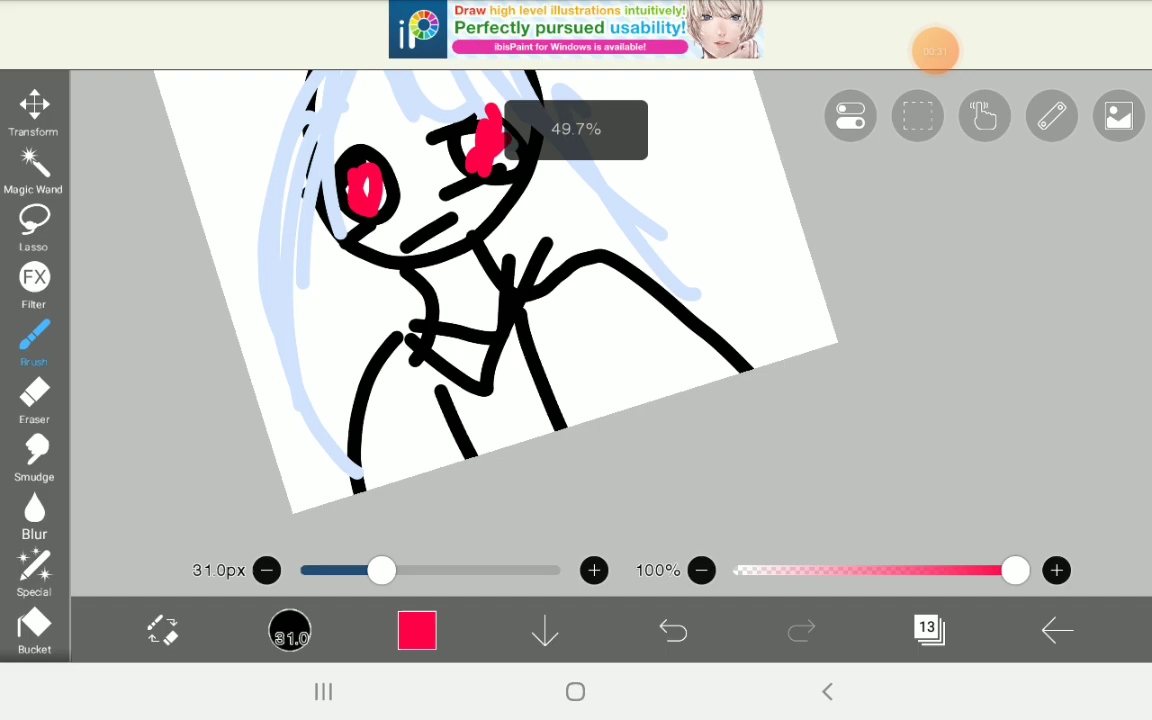 Draw high level illustrations intuitively!
iP
Perfectly pursued usability!
ibisPaint for Windows is available!
00:31
Transform
Magic Wand
Lasso
FX
Filter
Brush
Eraser
Smudge
Blur
Special
Bucket
49.7%
31.0px
100%
31.0
13